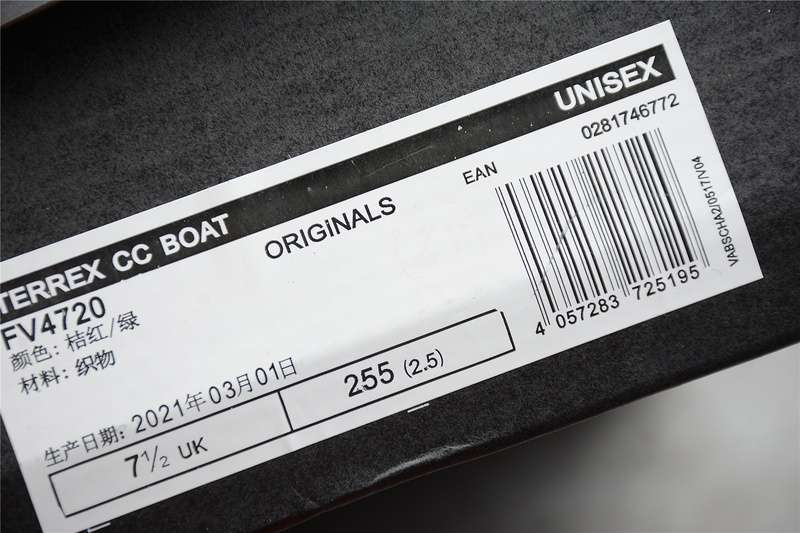 TERREX CC BOAT UNISEX
FV4720
ORIGINALS
EAN
0281746772
颜色: 桔红/绿
材料: 织物
生产日期: 2021年03月01日
7 1/2 UK
255 (2.5)
4 057283 725195
VABSCHA2/0517/V04